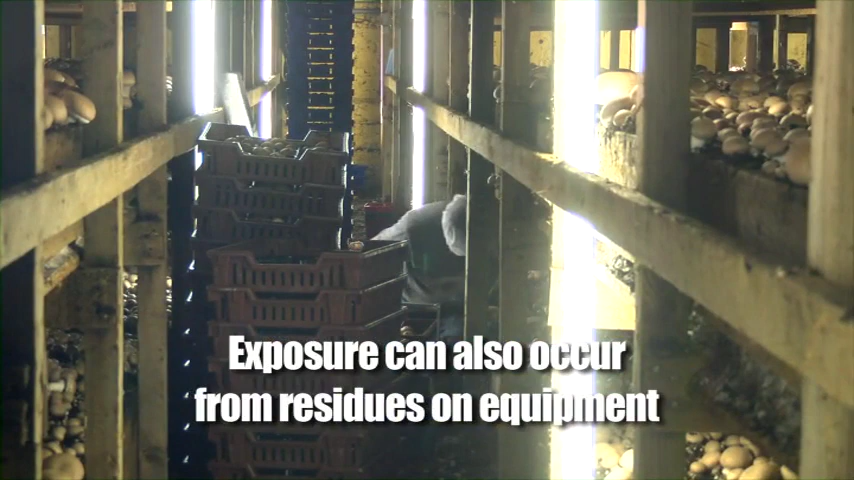 Exposure can also occur
from residues on equipment